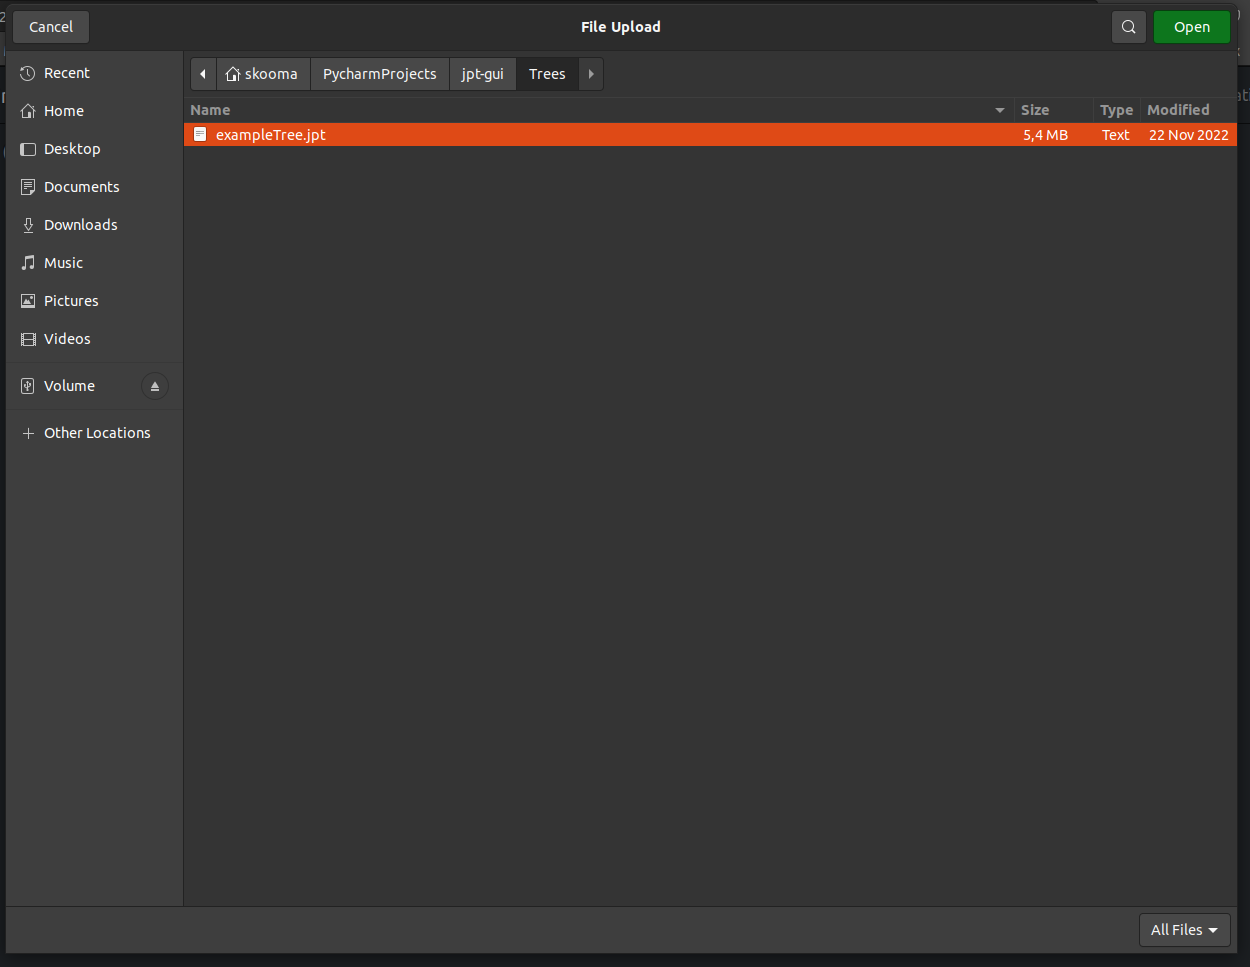 Cancel File Upload Open
Recent
Home
Desktop
Documents
Downloads
Music
Pictures
Videos
Volume
Other Locations
skooma PycharmProjects jpt-gui Trees
Name Size Type Modified
exampleTree.jpt 5,4 MB Text 22 Nov 2022
All Files